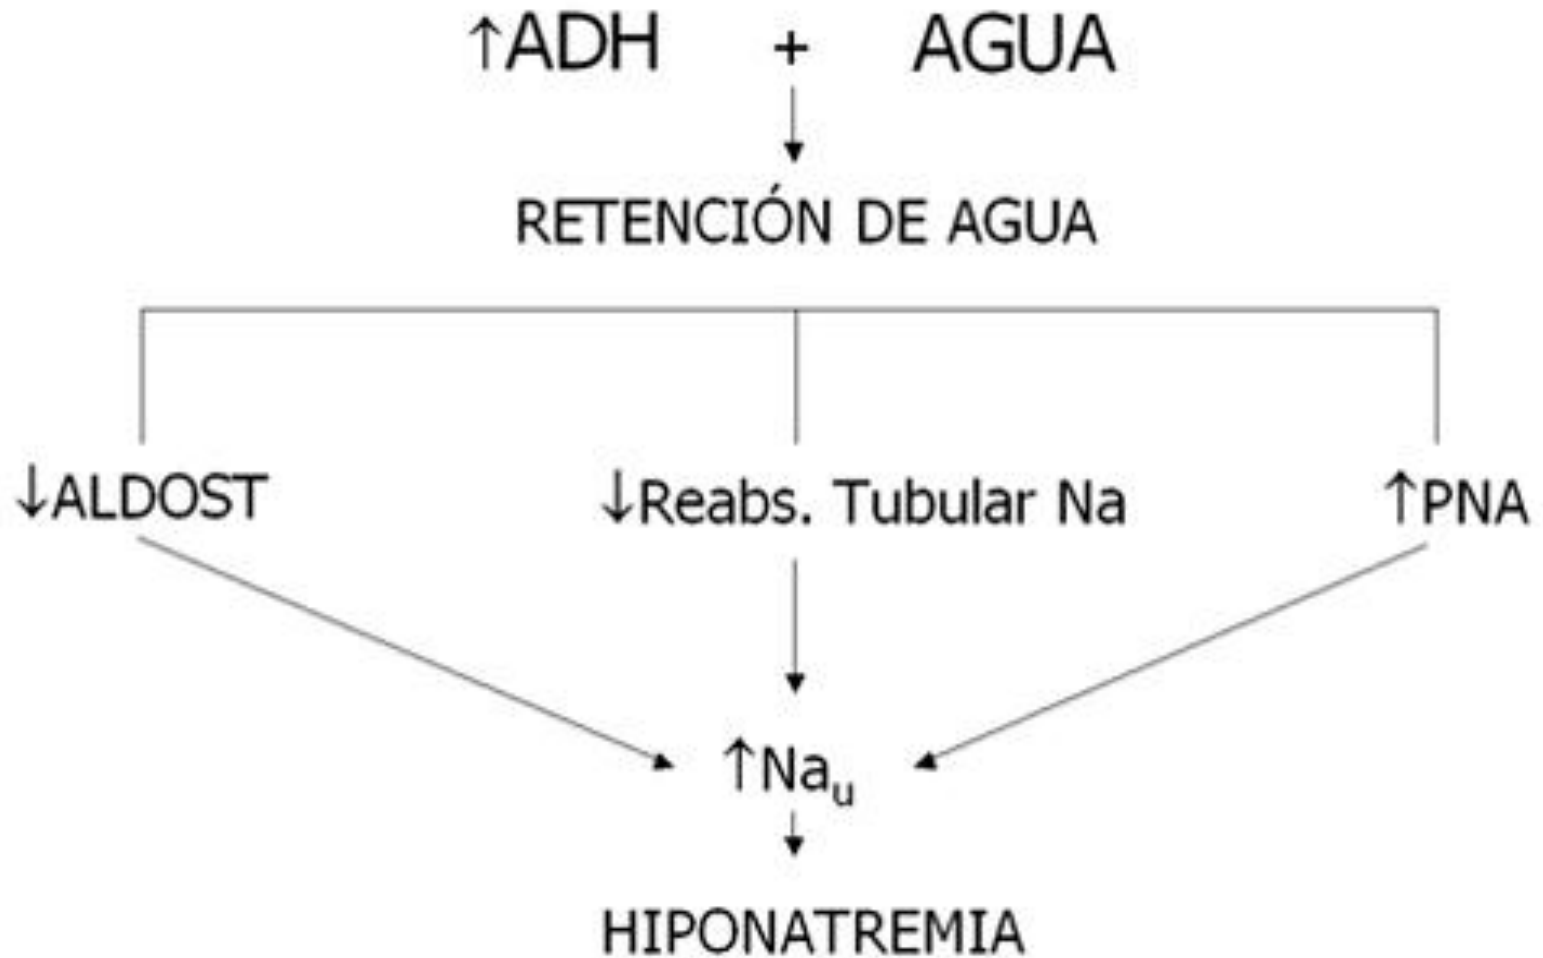 ↑ADH + AGUA
RETENCIÓN DE AGUA
↓ALDOST ↓Reabs. Tubular Na ↑PNA
↑Naᵤ
HIPONATREMIA